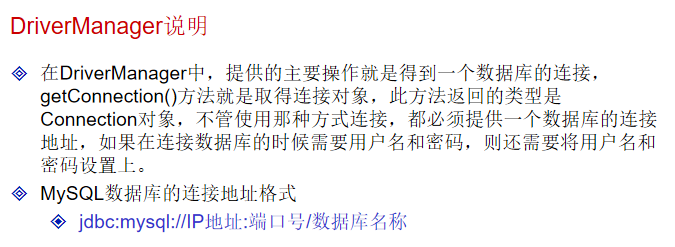 DriverManager说明
在DriverManager中，提供的主要操作就是得到一个数据库的连接，
getConnection()方法就是取得连接对象，此方法返回的类型是
Connection对象，不管使用那种方式连接，都必须提供一个数据库的连接
地址，如果在连接数据库的时候需要用户名和密码，则还需要将用户名和
密码设置上。
MySQL数据库的连接地址格式
jdbc:mysql://IP地址:端口号/数据库名称